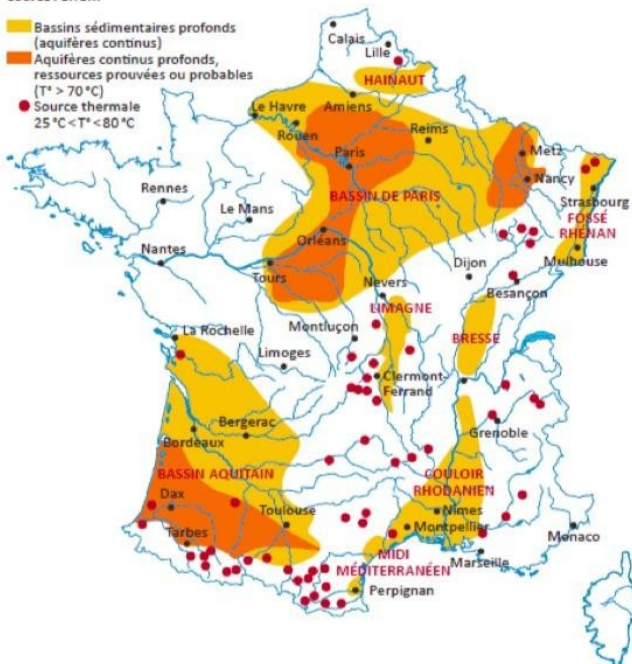 Bassins sédimentaires profonds
(aquifères continus)
Aquifères continus profonds,
ressources prouvées ou probables
(T° > 70 °C)
Source thermale
25 °C < T° < 80 °C
Calais
Lille
HAINAUT
Le Havre
Amiens
Rouen
Reims
Paris
Metz
Nancy
BASSIN DE PARIS
Strasbourg
FOSSÉ
RHÉNAN
Mulhouse
Rennes
Le Mans
Orléans
Nantes
Tours
Dijon
Besançon
Nevers
LIMAGNE
BRESSE
La Rochelle
Montluçon
Limoges
Clermont-
Ferrand
Grenoble
Bergerac
Bordeaux
BASSIN AQUITAIN
COULOIR
RHODANIEN
Dax
Toulouse
Nîmes
Montpellier
Tarbes
MIDI
MÉDITERRANÉEN
Marseille
Monaco
Perpignan